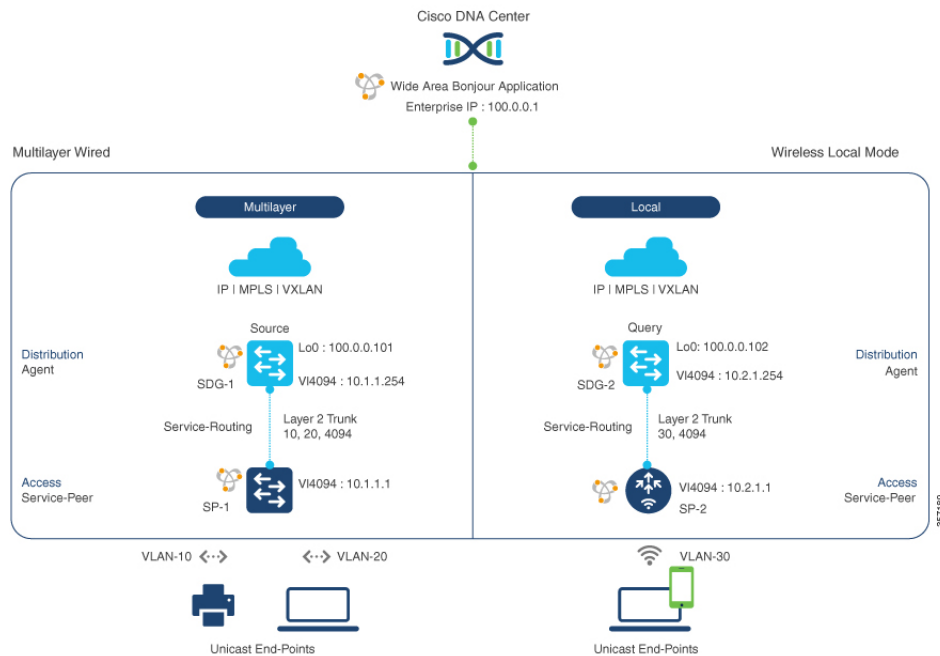 Cisco DNA Center
Wide Area Bonjour Application
Enterprise IP : 100.0.0.1
Multilayer Wired
Wireless Local Mode
Multilayer
IP | MPLS | VXLAN
Source
Lo0 : 100.0.0.101
Distribution
Agent
SDG-1
Vl4094 : 10.1.1.254
Service-Routing
Layer 2 Trunk
10, 20, 4094
Access
Service-Peer
Vl4094 : 10.1.1.1
SP-1
Local
IP | MPLS | VXLAN
Query
Lo0: 100.0.0.102
Distribution
Agent
SDG-2
Vl4094 : 10.2.1.254
Service-Routing
Layer 2 Trunk
30, 4094
Vl4094 : 10.2.1.1
SP-2
Access
Service-Peer
VLAN-10
VLAN-20
Unicast End-Points
VLAN-30
Unicast End-Points